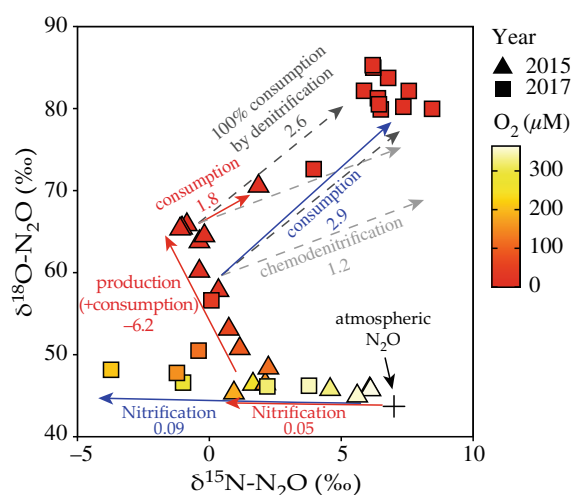 90
80
70
60
50
40
δ¹⁸O-N₂O (‰)
−5
0
5
10
δ¹⁵N-N₂O (‰)
100% consumption
by denitrification
2.6
consumption
1.8
consumption
2.9
chemodenitrification
1.2
production
(+consumption)
−6.2
atmospheric
N₂O
Nitrification
0.09
Nitrification
0.05
Year
2015
2017
O₂ (μM)
300
200
100
0